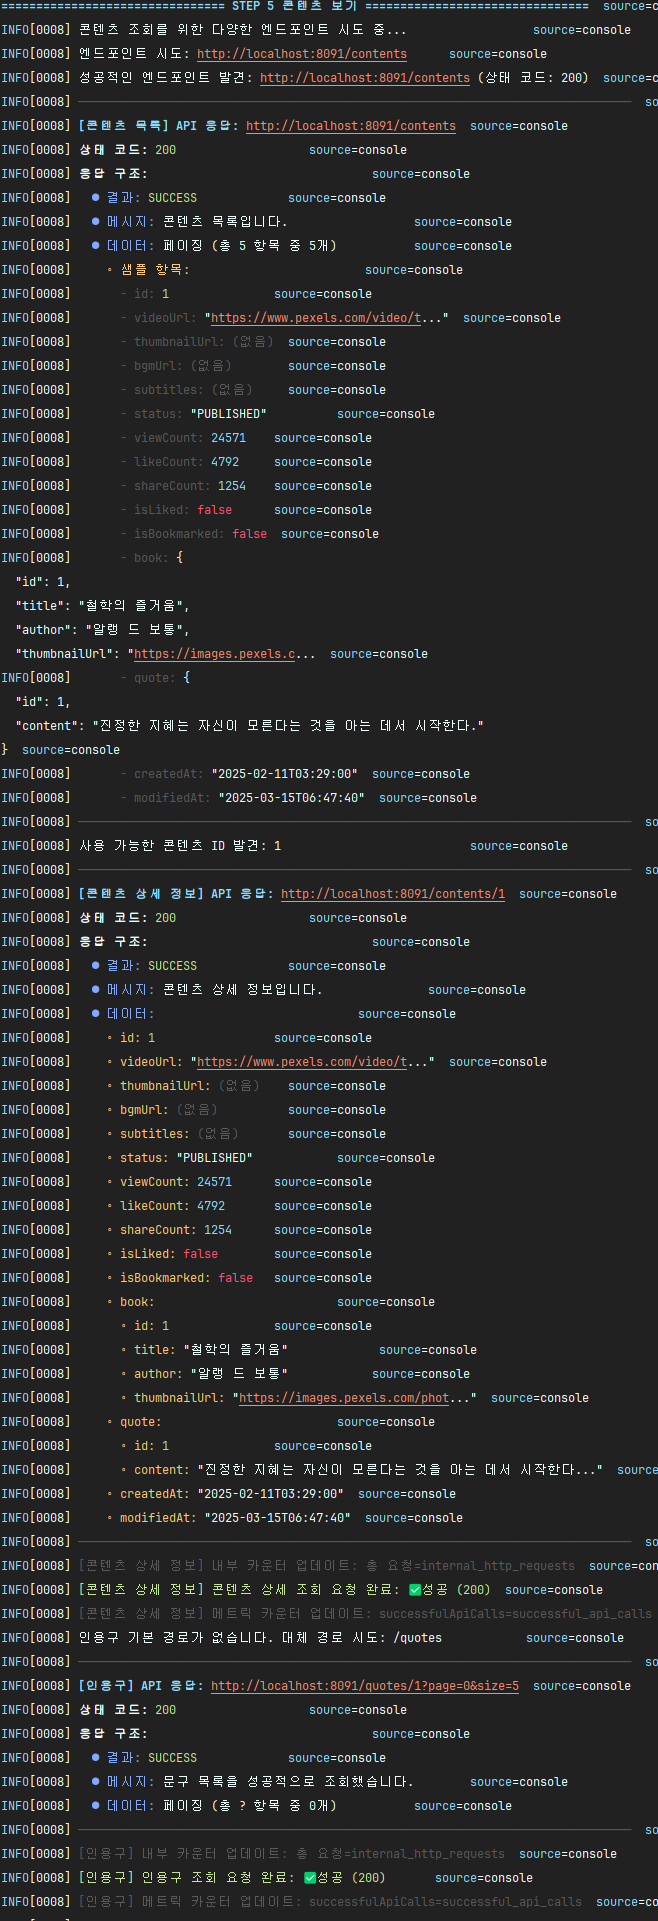 ================================ STEP 5 콘텐츠 보기 ================================  source=c
INFO[0008] 콘텐츠 조회를 위한 다양한 엔드포인트 시도 중... source=console
INFO[0008] 엔드포인트 시도: http://localhost:8091/contents source=console
INFO[0008] 성공적인 엔드포인트 발견: http://localhost:8091/contents (상태 코드: 200) source=c
INFO[0008] ─────────────────────────────────────────────────────────────────────────────── so
INFO[0008] [콘텐츠 목록] API 응답: http://localhost:8091/contents source=console
INFO[0008] 상태 코드: 200 source=console
INFO[0008] 응답 구조: source=console
INFO[0008] ● 결과: SUCCESS source=console
INFO[0008] ● 메시지: 콘텐츠 목록입니다. source=console
INFO[0008] ● 데이터: 페이징 (총 5 항목 중 5개) source=console
INFO[0008] ◦ 샘플 항목: source=console
INFO[0008] - id: 1 source=console
INFO[0008] - videoUrl: "https://www.pexels.com/video/t..." source=console
INFO[0008] - thumbnailUrl: (없음) source=console
INFO[0008] - bgmUrl: (없음) source=console
INFO[0008] - subtitles: (없음) source=console
INFO[0008] - status: "PUBLISHED" source=console
INFO[0008] - viewCount: 24571 source=console
INFO[0008] - likeCount: 4792 source=console
INFO[0008] - shareCount: 1254 source=console
INFO[0008] - isLiked: false source=console
INFO[0008] - isBookmarked: false source=console
INFO[0008] - book: {
"id": 1,
"title": "철학의 즐거움",
"author": "알랭 드 보통",
"thumbnailUrl": "https://images.pexels.c... source=console
INFO[0008] - quote: {
"id": 1,
"content": "진정한 지혜는 자신이 모른다는 것을 아는 데서 시작한다."
} source=console
INFO[0008] - createdAt: "2025-02-11T03:29:00" source=console
INFO[0008] - modifiedAt: "2025-03-15T06:47:40" source=console
INFO[0008] ─────────────────────────────────────────────────────────────────────────────── so
INFO[0008] 사용 가능한 콘텐츠 ID 발견: 1 source=console
INFO[0008] ─────────────────────────────────────────────────────────────────────────────── so
INFO[0008] [콘텐츠 상세 정보] API 응답: http://localhost:8091/contents/1 source=console
INFO[0008] 상태 코드: 200 source=console
INFO[0008] 응답 구조: source=console
INFO[0008] ● 결과: SUCCESS source=console
INFO[0008] ● 메시지: 콘텐츠 상세 정보입니다. source=console
INFO[0008] ● 데이터: source=console
INFO[0008] ◦ id: 1 source=console
INFO[0008] ◦ videoUrl: "https://www.pexels.com/video/t..." source=console
INFO[0008] ◦ thumbnailUrl: (없음) source=console
INFO[0008] ◦ bgmUrl: (없음) source=console
INFO[0008] ◦ subtitles: (없음) source=console
INFO[0008] ◦ status: "PUBLISHED" source=console
INFO[0008] ◦ viewCount: 24571 source=console
INFO[0008] ◦ likeCount: 4792 source=console
INFO[0008] ◦ shareCount: 1254 source=console
INFO[0008] ◦ isLiked: false source=console
INFO[0008] ◦ isBookmarked: false source=console
INFO[0008] ◦ book: source=console
INFO[0008] ◦ id: 1 source=console
INFO[0008] ◦ title: "철학의 즐거움" source=console
INFO[0008] ◦ author: "알랭 드 보통" source=console
INFO[0008] ◦ thumbnailUrl: "https://images.pexels.com/phot..." source=console
INFO[0008] ◦ quote: source=console
INFO[0008] ◦ id: 1 source=console
INFO[0008] ◦ content: "진정한 지혜는 자신이 모른다는 것을 아는 데서 시작한다..." source
INFO[0008] ◦ createdAt: "2025-02-11T03:29:00" source=console
INFO[0008] ◦ modifiedAt: "2025-03-15T06:47:40" source=console
INFO[0008] ─────────────────────────────────────────────────────────────────────────────── so
INFO[0008] [콘텐츠 상세 정보] 내부 카운터 업데이트: 총 요청=internal_http_requests source=con
INFO[0008] [콘텐츠 상세 정보] 콘텐츠 상세 조회 요청 완료: ✅성공 (200) source=console
INFO[0008] [콘텐츠 상세 정보] 메트릭 카운터 업데이트: successfulApiCalls=successful_api_calls
INFO[0008] 인용구 기본 경로가 없습니다. 대체 경로 시도: /quotes source=console
INFO[0008] ─────────────────────────────────────────────────────────────────────────────── so
INFO[0008] [인용구] API 응답: http://localhost:8091/quotes/1?page=0&size=5 source=console
INFO[0008] 상태 코드: 200 source=console
INFO[0008] 응답 구조: source=console
INFO[0008] ● 결과: SUCCESS source=console
INFO[0008] ● 메시지: 문구 목록을 성공적으로 조회했습니다. source=console
INFO[0008] ● 데이터: 페이징 (총 ? 항목 중 0개) source=console
INFO[0008] ─────────────────────────────────────────────────────────────────────────────── so
INFO[0008] [인용구] 내부 카운터 업데이트: 총 요청=internal_http_requests source=console
INFO[0008] [인용구] 인용구 조회 요청 완료: ✅성공 (200) source=console
INFO[0008] [인용구] 메트릭 카운터 업데이트: successfulApiCalls=successful_api_calls source=co